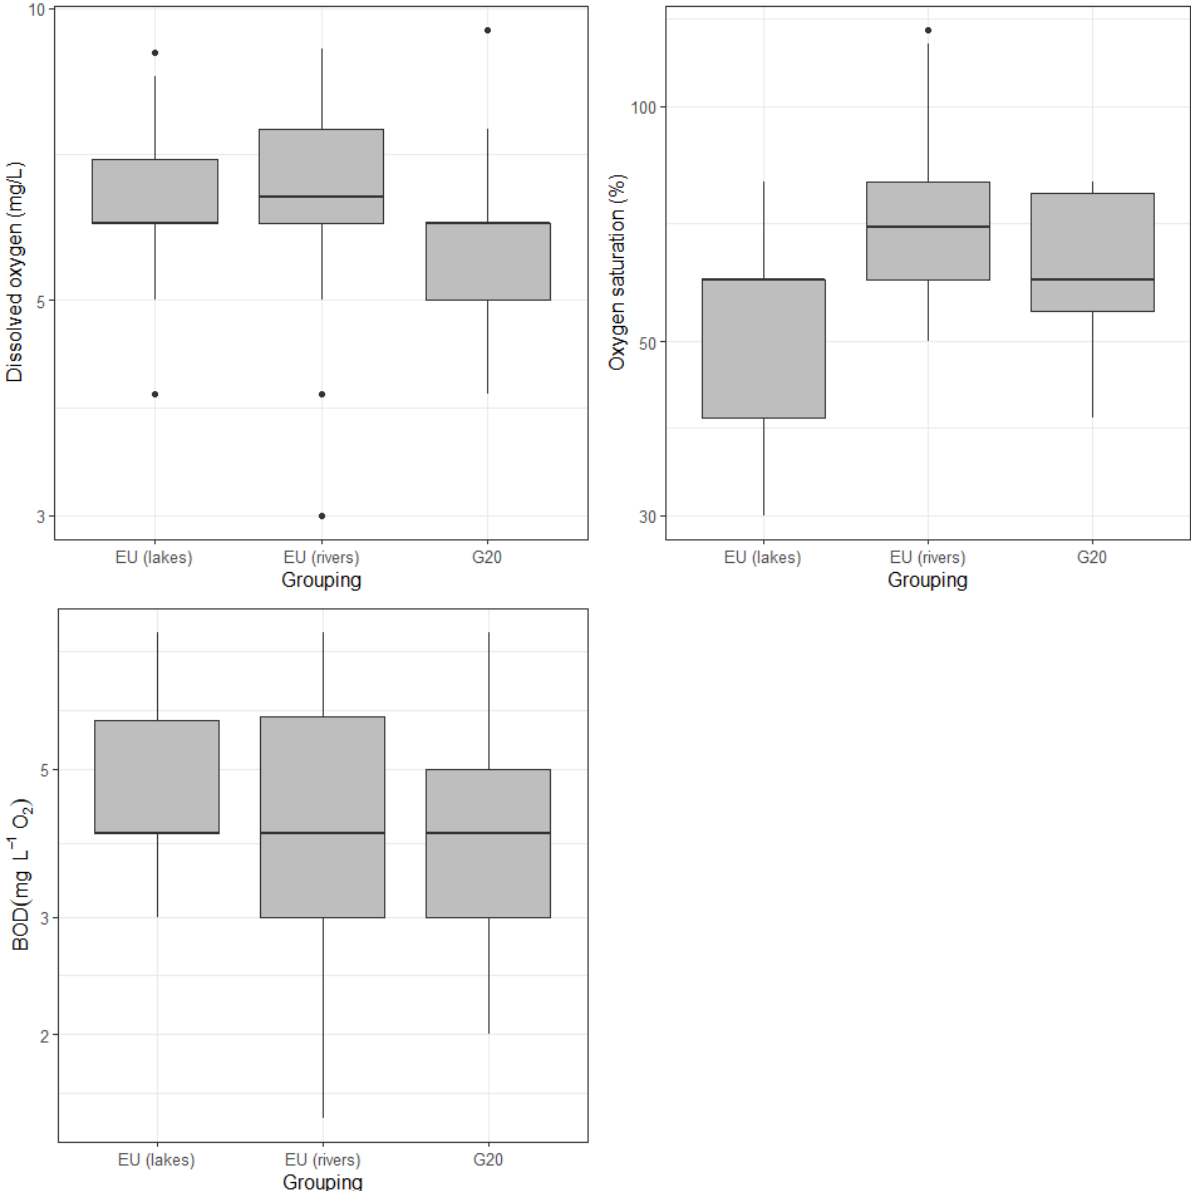 Dissolved oxygen (mg/L)
10
5
3
EU (lakes) EU (rivers) G20
Grouping
Oxygen saturation (%)
100
50
30
EU (lakes) EU (rivers) G20
Grouping
BOD(mg L⁻¹ O₂)
5
3
2
EU (lakes) EU (rivers) G20
Grouping